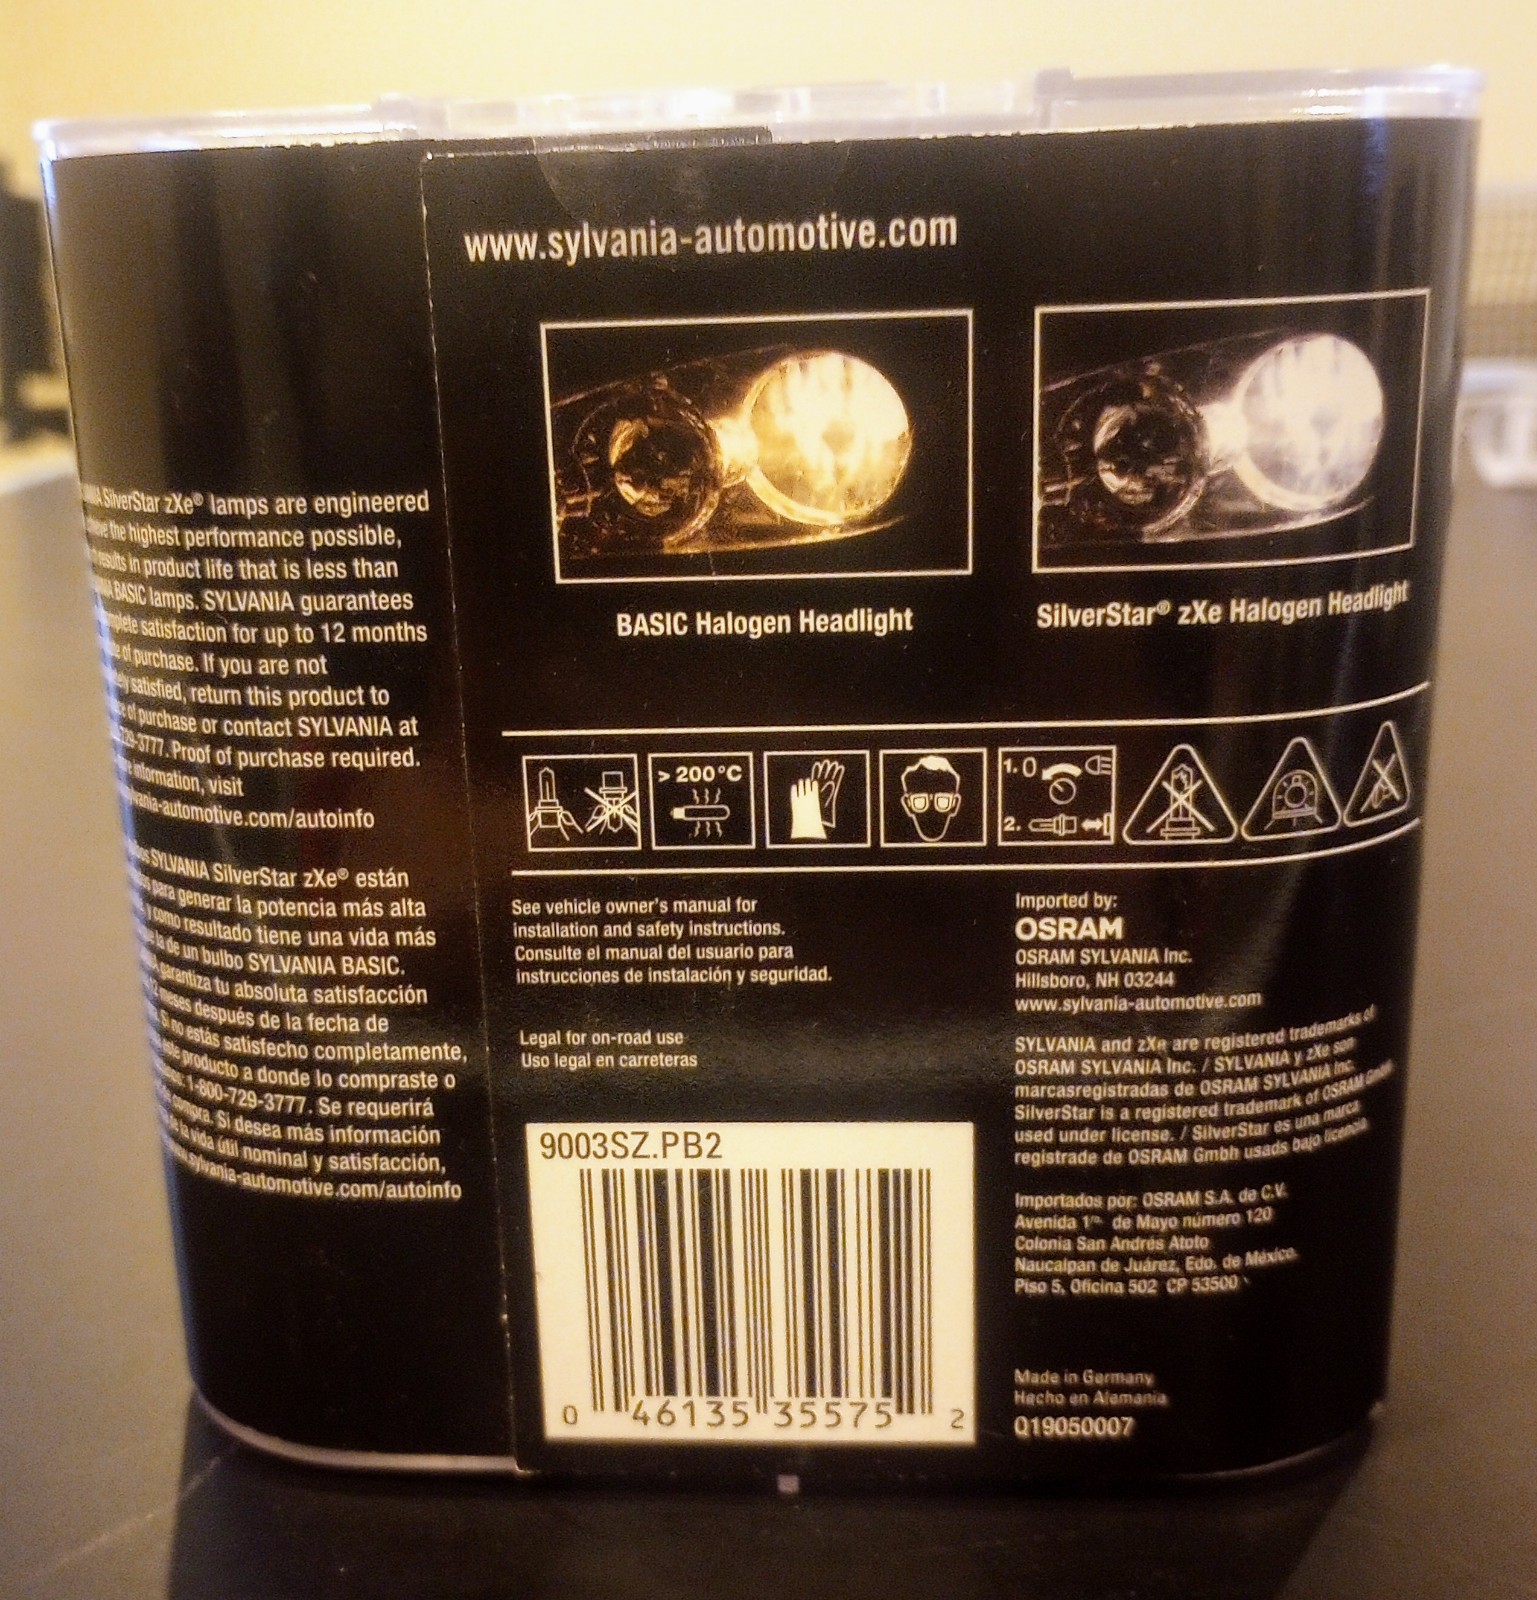 www.sylvania-automotive.com
BASIC Halogen Headlight
SilverStar® zXe Halogen Headlight
SilverStar zXe® lamps are engineered
the highest performance possible,
results in product life that is less than
BASIC lamps. SYLVANIA guarantees
satisfaction for up to 12 months
of purchase. If you are not
satisfied, return this product to
of purchase or contact SYLVANIA at
29-3777. Proof of purchase required.
information, visit
vania-automotive.com/autoinfo
SYLVANIA SilverStar zXe® están
para generar la potencia más alta
y como resultado tiene una vida más
la de un bulbo SYLVANIA BASIC.
garantiza tu absoluta satisfacción
12 meses después de la fecha de
Si no estás satisfecho completamente,
este producto a donde lo compraste o
1-800-729-3777. Se requerirá
compra. Si desea más información
de la vida útil nominal y satisfacción,
www.sylvania-automotive.com/autoinfo
> 200°C
1. 0
2.
See vehicle owner's manual for
installation and safety instructions.
Consulte el manual del usuario para
instrucciones de instalación y seguridad.
Legal for on-road use
Uso legal en carreteras
9003SZ.PB2
0 46135 35575 2
Imported by:
OSRAM
OSRAM SYLVANIA Inc.
Hillsboro, NH 03244
www.sylvania-automotive.com
SYLVANIA and zXe are registered trademarks of
OSRAM SYLVANIA Inc. / SYLVANIA y zXe son
marcasregistradas de OSRAM SYLVANIA Inc.
SilverStar is a registered trademark of OSRAM Gmbh
used under license. / SilverStar es una marca
registrade de OSRAM Gmbh usads bajo licencia
Importados por: OSRAM S.A. de C.V.
Avenida 1ro de Mayo número 120
Colonia San Andrés Atoto
Naucalpan de Juárez, Edo. de México.
Piso 5, Oficina 502 CP 53500
Made in Germany
Hecho en Alemania
Q19050007